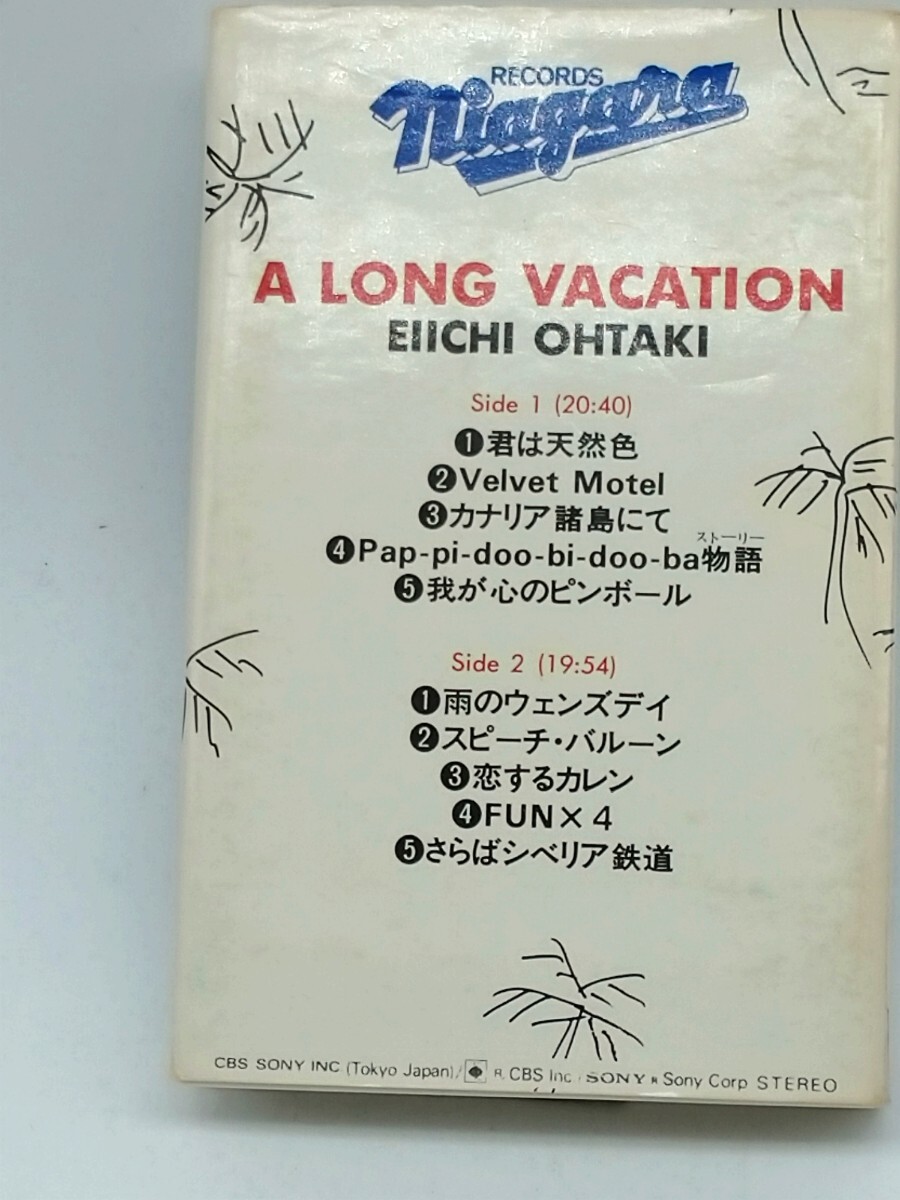 RECORDS
Niagara
A LONG VACATION
EIICHI OHTAKI
Side 1 (20:40)
❶君は天然色
❷Velvet Motel
❸カナリア諸島にて
ストーリー
❹Pap-pi-doo-bi-doo-ba物語
❺我が心のピンボール
Side 2 (19:54)
❶雨のウェンズデイ
❷スピーチ・バルーン
❸恋するカレン
❹FUN×4
❺さらばシベリア鉄道
CBS SONY INC (Tokyo Japan)/ R. CBS Inc SONY R Sony Corp STEREO